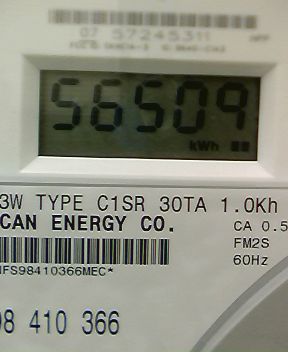 07 57245311
56509
kWh
3W TYPE C1SR 30TA 1.0Kh
CAN ENERGY CO.
CA 0.5
FM2S
60Hz
NFS98410366MEC*
98 410 366